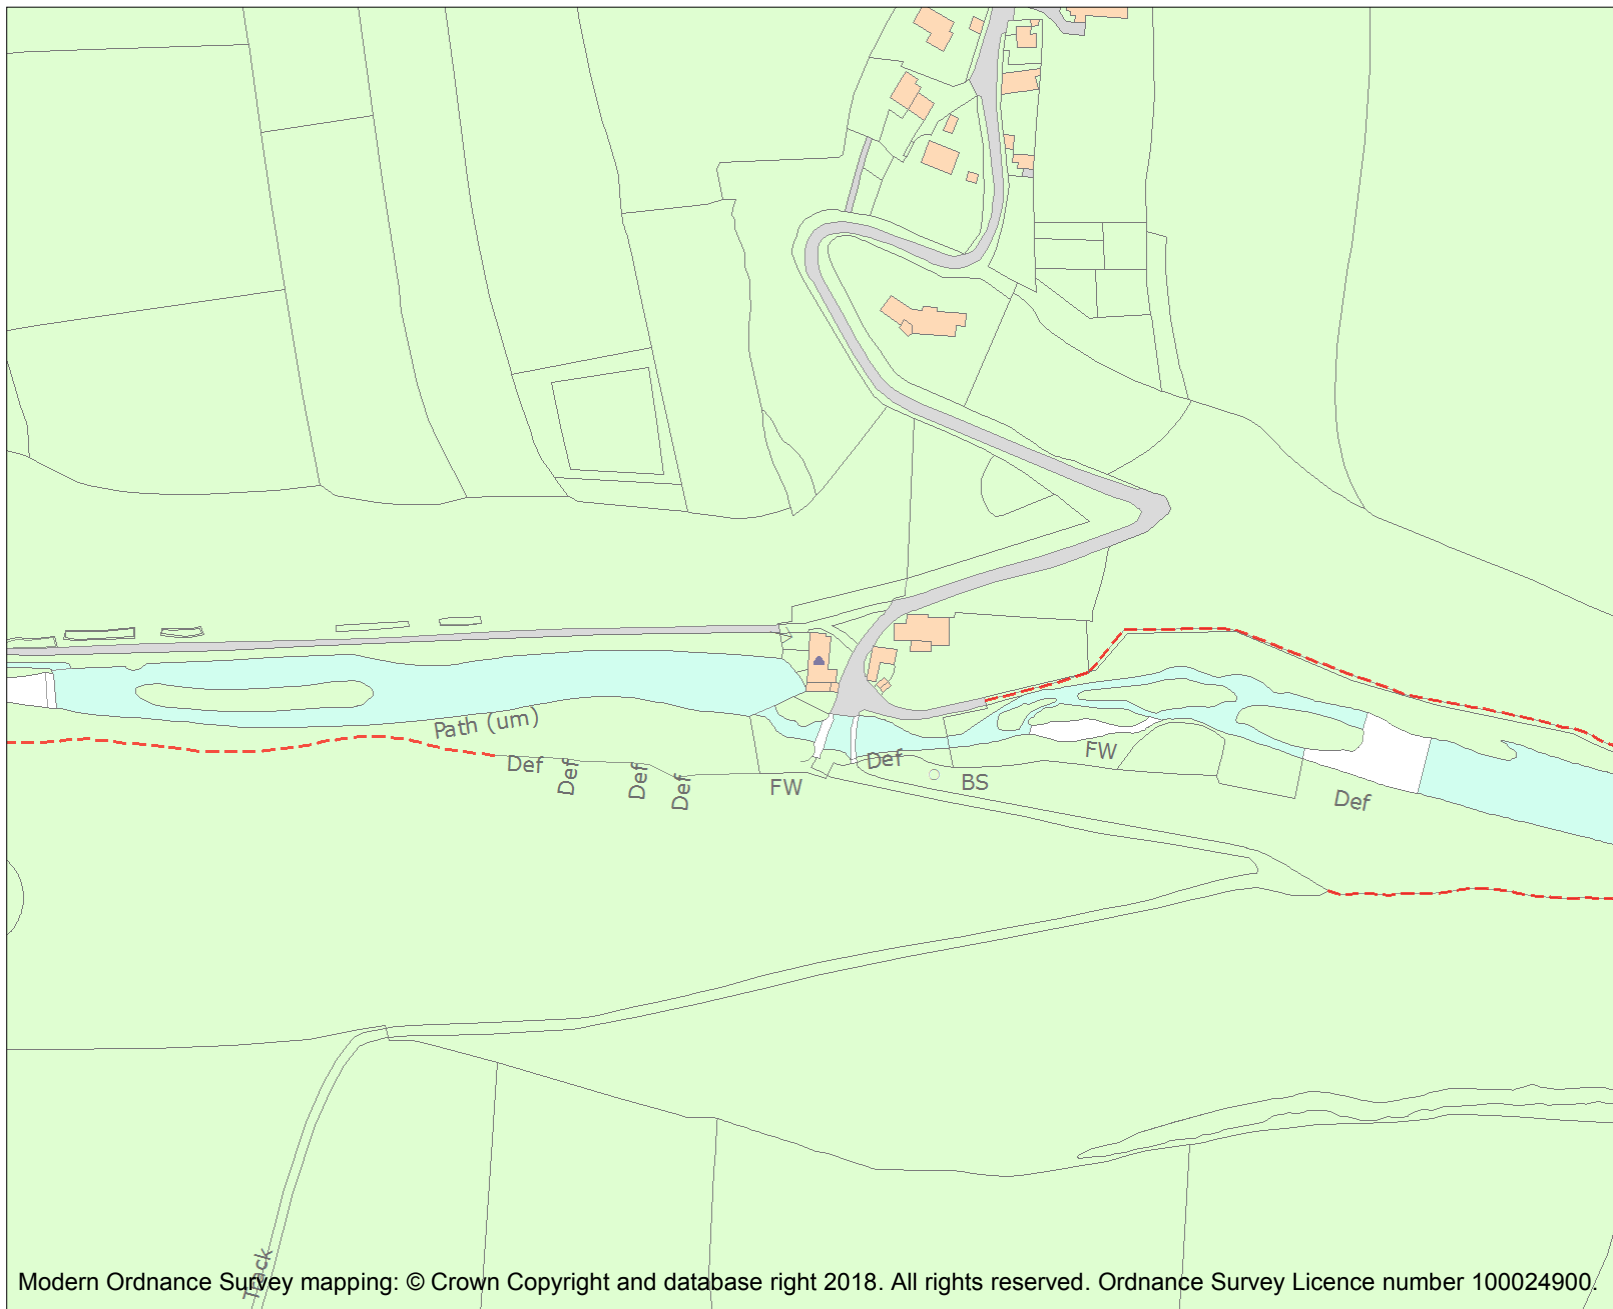 Path (um)
Def
Def
Def
Def
FW
Def
BS
FW
Def
Track
Modern Ordnance Survey mapping: © Crown Copyright and database right 2018. All rights reserved. Ordnance Survey Licence number 100024900.